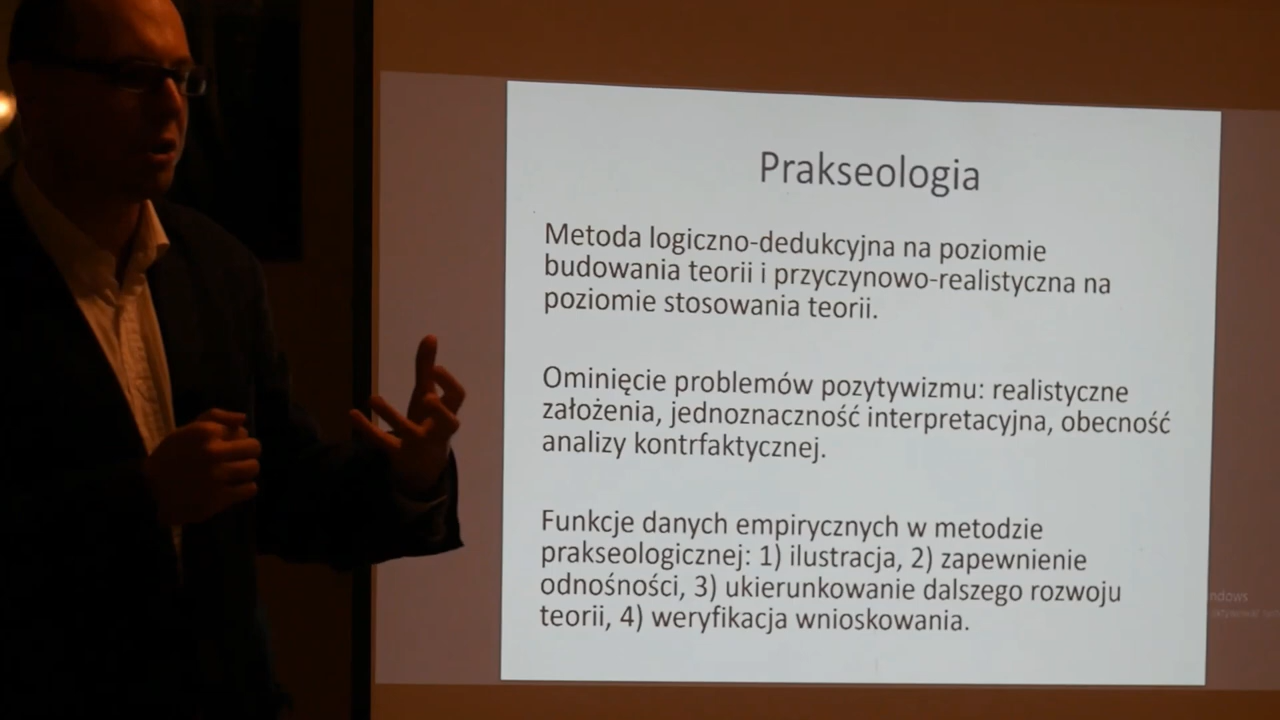 Prakseologia
Metoda logiczno-dedukcyjna na poziomie
budowania teorii i przyczynowo-realistyczna na
poziomie stosowania teorii.
Ominięcie problemów pozytywizmu: realistyczne
założenia, jednoznaczność interpretacyjna, obecność
analizy kontrfaktycznej.
Funkcje danych empirycznych w metodzie
prakseologicznej: 1) ilustracja, 2) zapewnienie
odnośności, 3) ukierunkowanie dalszego rozwoju
teorii, 4) weryfikacja wnioskowania.
ndows